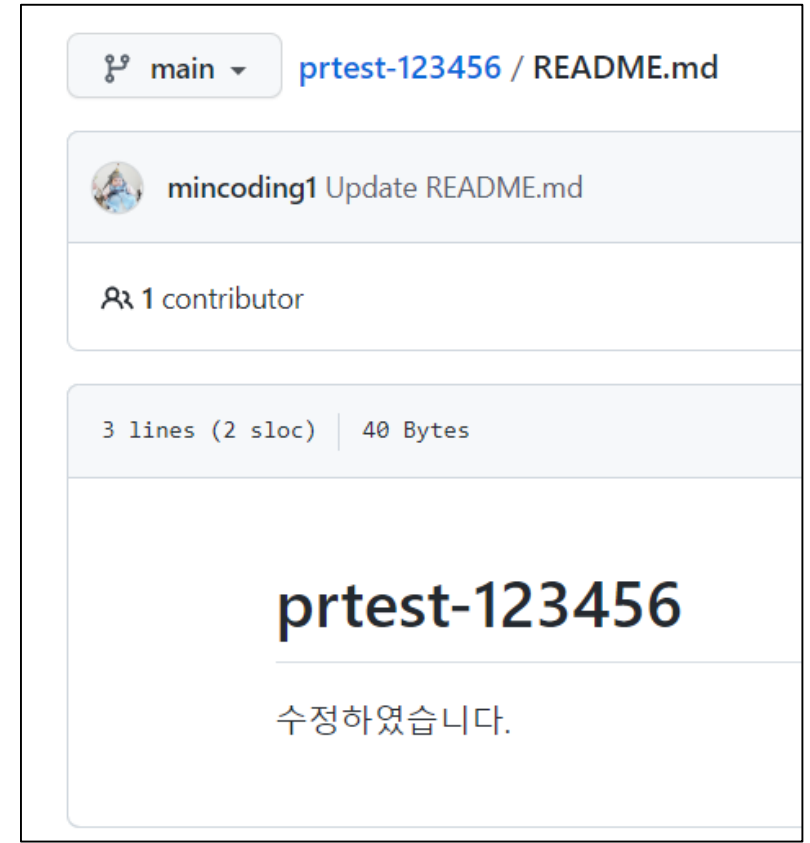 main prtest-123456 / README.md
mincoding1 Update README.md
1 contributor
3 lines (2 sloc) 40 Bytes
prtest-123456
수정하였습니다.